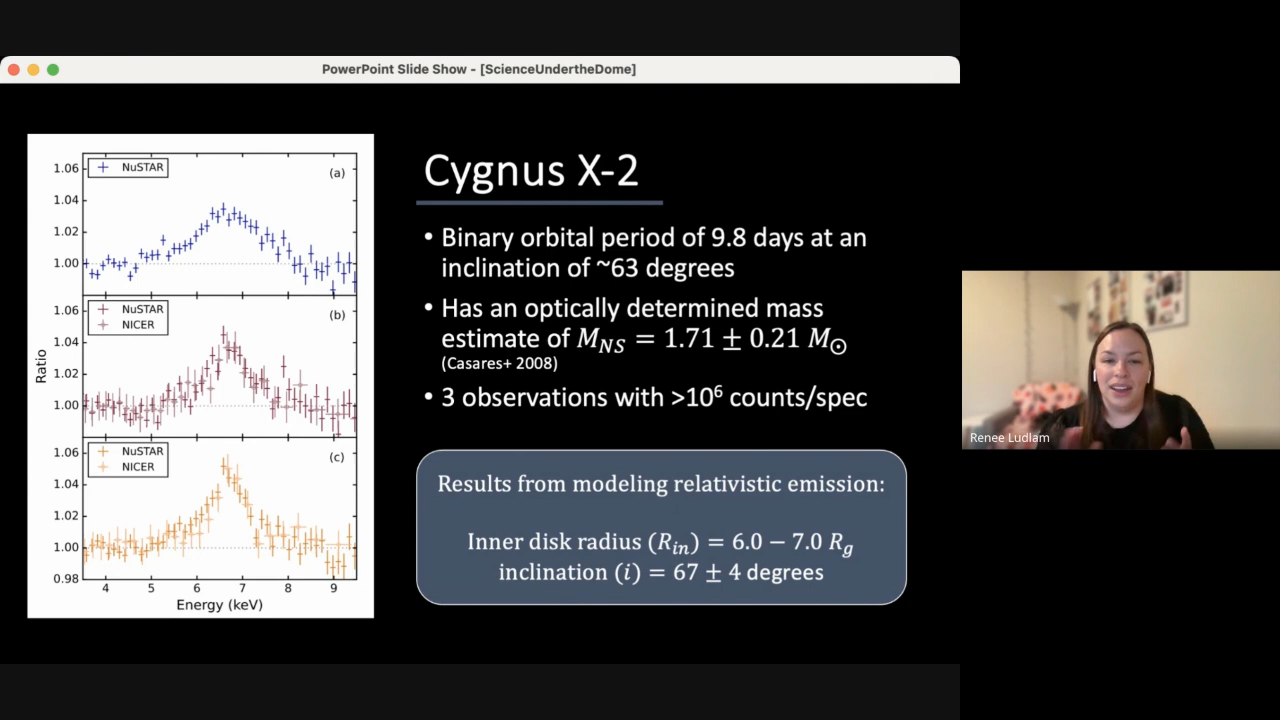 PowerPoint Slide Show - [ScienceUndertheDome]
Cygnus X-2
• Binary orbital period of 9.8 days at an
inclination of ~63 degrees
• Has an optically determined mass
estimate of M_NS = 1.71 ± 0.21 M_⊙
(Casares+ 2008)
• 3 observations with >10⁶ counts/spec
Results from modeling relativistic emission:
Inner disk radius (R_in) = 6.0 − 7.0 R_g
inclination (i) = 67 ± 4 degrees
NuSTAR
(a)
1.06
1.04
1.02
1.00
NuSTAR
NICER
(b)
1.06
1.04
1.02
1.00
NuSTAR
NICER
(c)
1.06
1.04
1.02
1.00
0.98
Ratio
4 5 6 7 8 9
Energy (keV)
Renee Ludlam